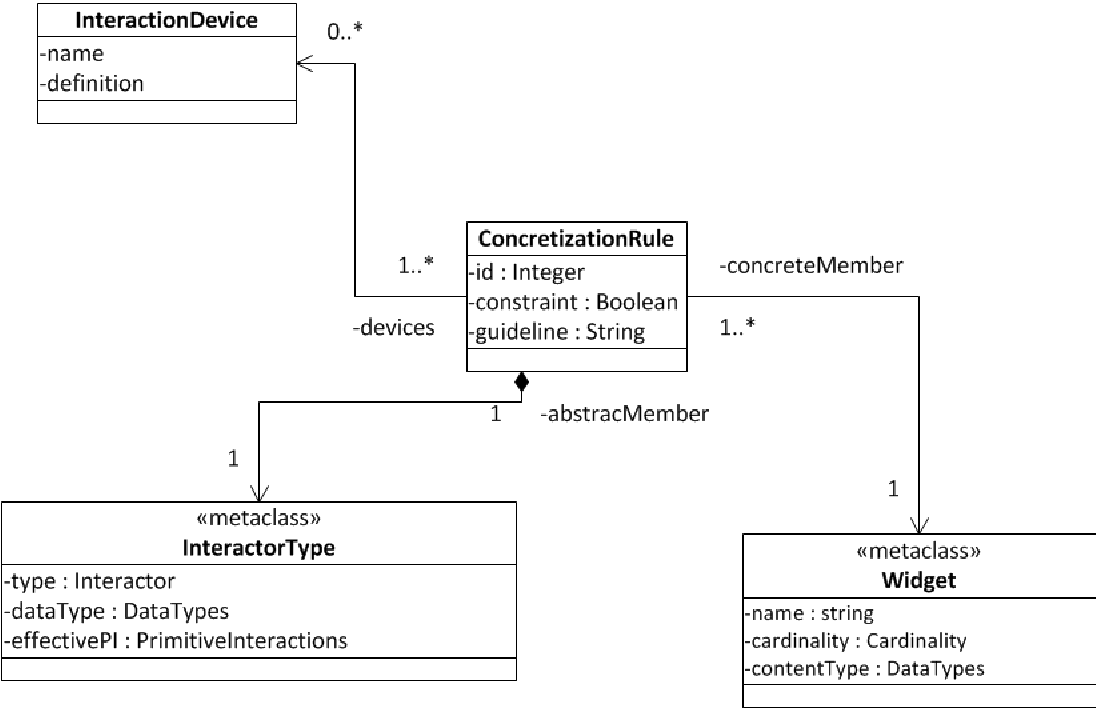 InteractionDevice
-name
-definition
0..*
1..*
-devices
ConcretizationRule
-id : Integer
-constraint : Boolean
-guideline : String
-concreteMember
1..*
1
-abstracMember
1
1
«metaclass»
InteractorType
-type : Interactor
-dataType : DataTypes
-effectivePI : PrimitiveInteractions
«metaclass»
Widget
-name : string
-cardinality : Cardinality
-contentType : DataTypes